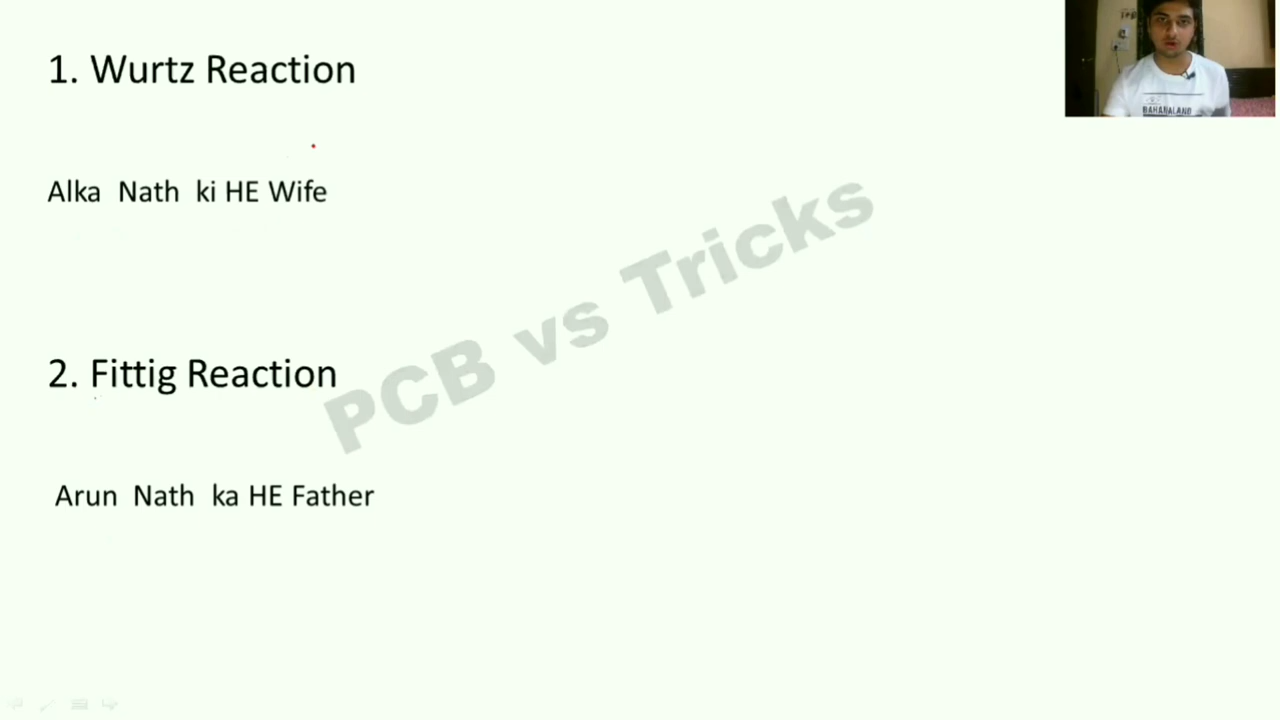 1. Wurtz Reaction
Alka Nath ki HE Wife
2. Fittig Reaction
Arun Nath ka HE Father
PCB vs Tricks
BAHAMALAND